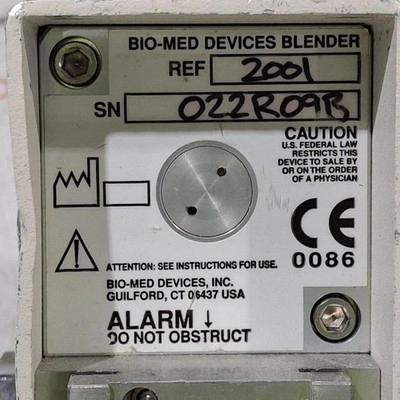 BIO-MED DEVICES BLENDER
REF 2001
SN 022R09B
CAUTION
U.S. FEDERAL LAW
RESTRICTS THIS
DEVICE TO SALE BY
OR ON THE ORDER
OF A PHYSICIAN
CE
0086
ATTENTION: SEE INSTRUCTIONS FOR USE.
BIO-MED DEVICES, INC.
GUILFORD, CT 06437 USA
ALARM ↓
DO NOT OBSTRUCT